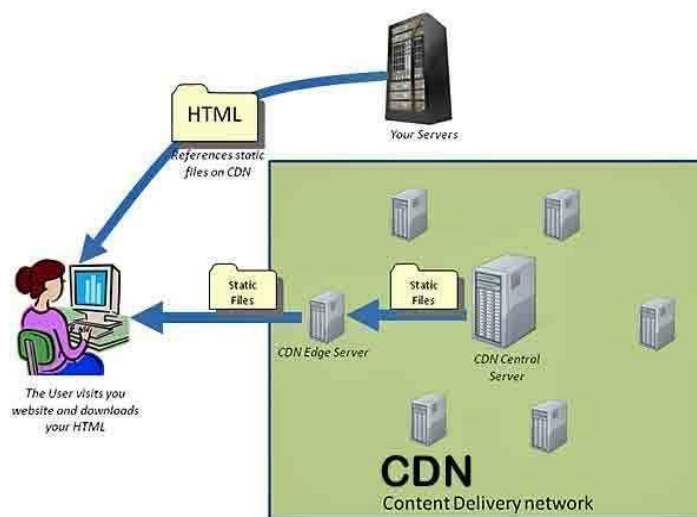 HTML
References static
files on CDN
Your Servers
Static
Files
Static
Files
CDN Edge Server
CDN Central
Server
The User visits you
website and downloads
your HTML
CDN
Content Delivery network